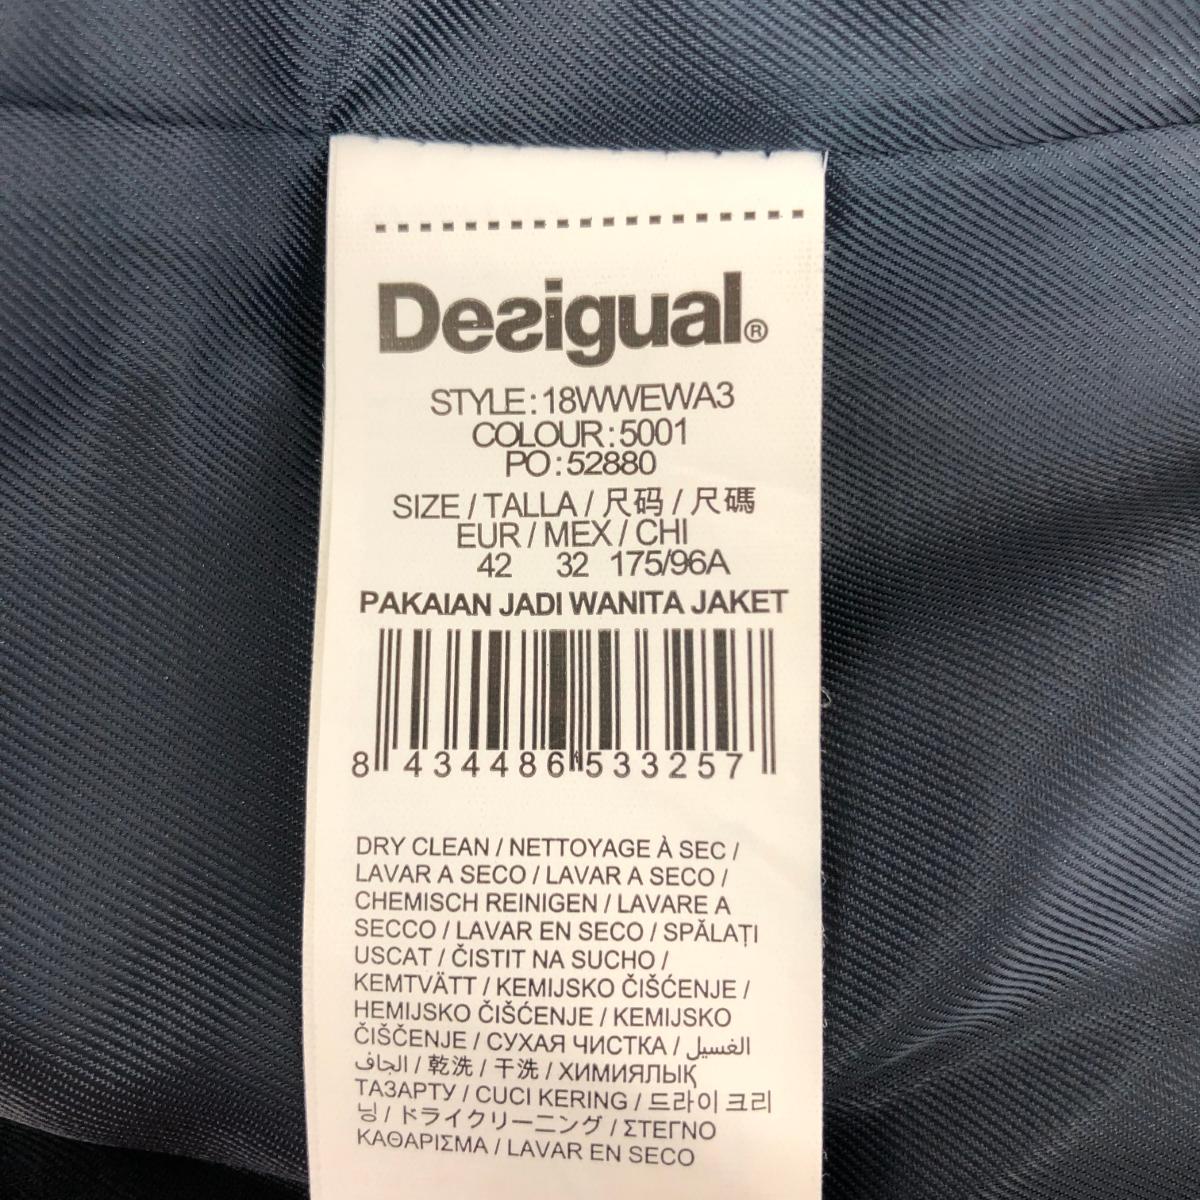 Desigual®
STYLE:18WWEWA3
COLOUR:5001
PO:52880
SIZE / TALLA / 尺码 / 尺碼
EUR / MEX / CHI
42 32 175/96A
PAKAIAN JADI WANITA JAKET
8 434486 533257
DRY CLEAN / NETTOYAGE À SEC /
LAVAR A SECO / LAVAR A SECO /
CHEMISCH REINIGEN / LAVARE A
SECCO / LAVAR EN SECO / SPĂLAȚI
USCAT / ČISTIT NA SUCHO /
KEMTVÄTT / KEMIJSKO ČIŠĆENJE /
HEMIJSKO ČIŠĆENJE / KEMIJSKO
ČIŠČENJE / СУХАЯ ЧИСТКА / الغسيل
الجاف / 乾洗 / 干洗 / ХИМИЯЛЫҚ
ТАЗАРТУ / CUCI KERING / 드라이 크리
닝 / ドライクリーニング / ΣΤΕΓΝΟ
ΚΑΘΑΡΙΣΜΑ / LAVAR EN SECO